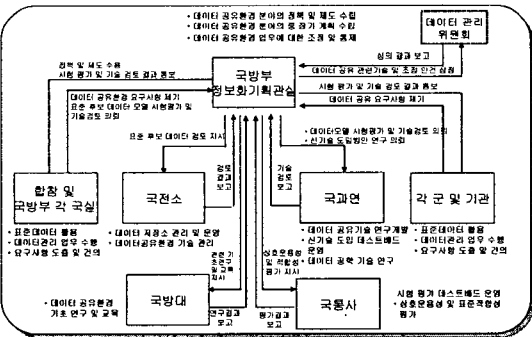 • 데이터 공유환경 분야의 정책 및 제도 수립
• 데이터 공유환경 분야의 중장기 계획 수립
• 데이터 공유환경 업무에 대한 조정 및 통제
데이터 관리
위원회
심의 결과 보고
정책 및 제도 수용
시험 평가 및 기술 검토 결과 통보
국방부
정보화기획관실
데이터 공유 관련기술 및 조정 안건 상정
시험 평가 및 기술 검토 결과 통보
데이터 공유 요구사항 제기
데이터 공유환경 요구사항 제기
표준 후보 데이터 모델 시험평가 및
기술검토 의뢰
표준 후보 데이터 검토 지시
• 데이터모델 시험평가 및 기술검토 의뢰
• 신기술 도입방안 연구 의뢰
합참 및
국방부 각 국실
국전소
검토
결과
보고
기술
검토
보고
국과연
각 군 및 기관
• 표준데이터 활용
• 데이터관리 업무 수행
• 요구사항 도출 및 건의
• 데이터 저장소 관리 및 운영
• 데이터공유환경 기술 관리
• 데이터 공유기술 연구개발
• 신기술 도입 테스트베드
운영
• 데이터 공학 기술 연구
• 표준데이터 활용
• 데이터관리 업무 수행
• 요구사항 도출 및 건의
관련 기
초연구
및 교육
지시
상호운용성
및 적합성
평가 지시
• 데이터 공유환경
기초 연구 및 교육
국방대
연구결과
보고
평가결과
보고
국통사
시험 평가 테스트베드 운영
• 상호운용성 및 표준적합성
평가